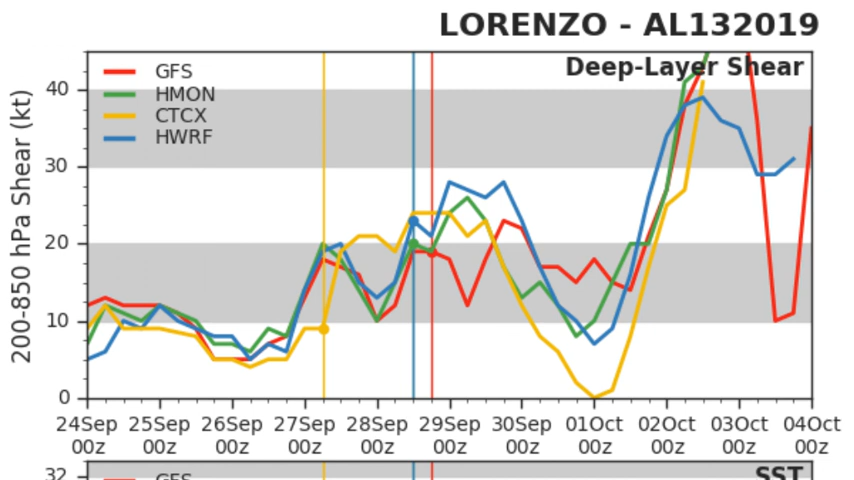 LORENZO - AL132019
Deep-Layer Shear
GFS
HMON
CTCX
HWRF
200-850 hPa Shear (kt)
40
30
20
10
0
24Sep 25Sep 26Sep 27Sep 28Sep 29Sep 30Sep 01Oct 02Oct 03Oct 04Oct
00z 00z 00z 00z 00z 00z 00z 00z 00z 00z 00z
32
GFS
SST